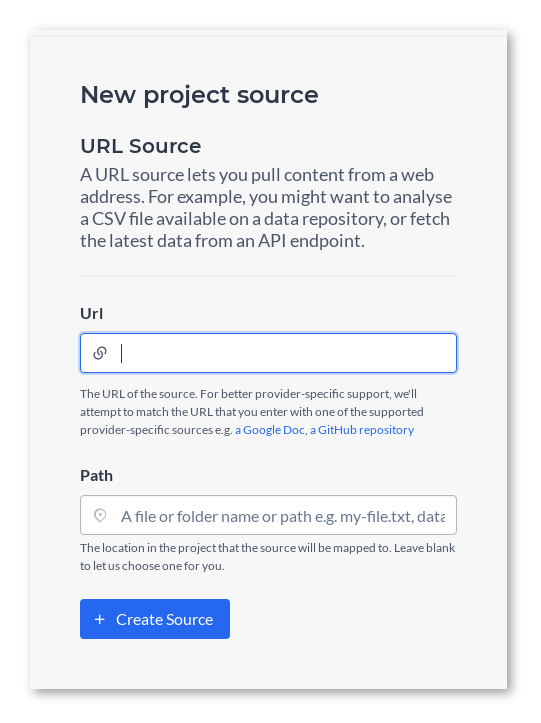 New project source
URL Source
A URL source lets you pull content from a web
address. For example, you might want to analyse
a CSV file available on a data repository, or fetch
the latest data from an API endpoint.
Url
The URL of the source. For better provider-specific support, we'll
attempt to match the URL that you enter with one of the supported
provider-specific sources e.g. a Google Doc, a GitHub repository
Path
A file or folder name or path e.g. my-file.txt, data
The location in the project that the source will be mapped to. Leave blank
to let us choose one for you.
+ Create Source